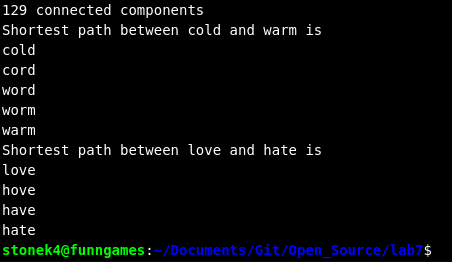 129 connected components
Shortest path between cold and warm is
cold
cord
word
worm
warm
Shortest path between love and hate is
love
hove
have
hate
stonek4@funngames:~/Documents/Git/Open_Source/lab7$